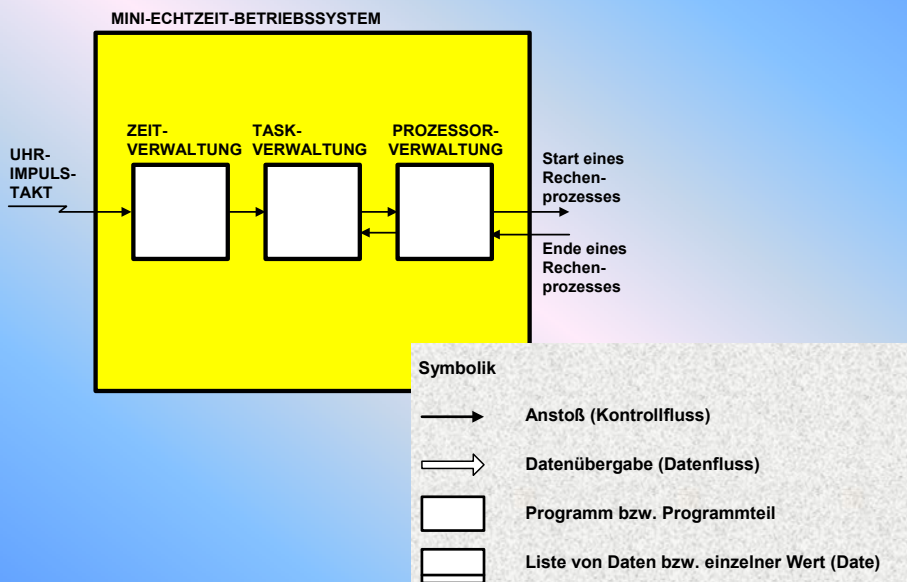 MINI-ECHTZEIT-BETRIEBSSYSTEM
ZEIT-
VERWALTUNG
TASK-
VERWALTUNG
PROZESSOR-
VERWALTUNG
UHR-
IMPULS-
TAKT
Start eines
Rechen-
prozesses
Ende eines
Rechen-
prozesses
Symbolik
Anstoß (Kontrollfluss)
Datenübergabe (Datenfluss)
Programm bzw. Programmteil
Liste von Daten bzw. einzelner Wert (Date)